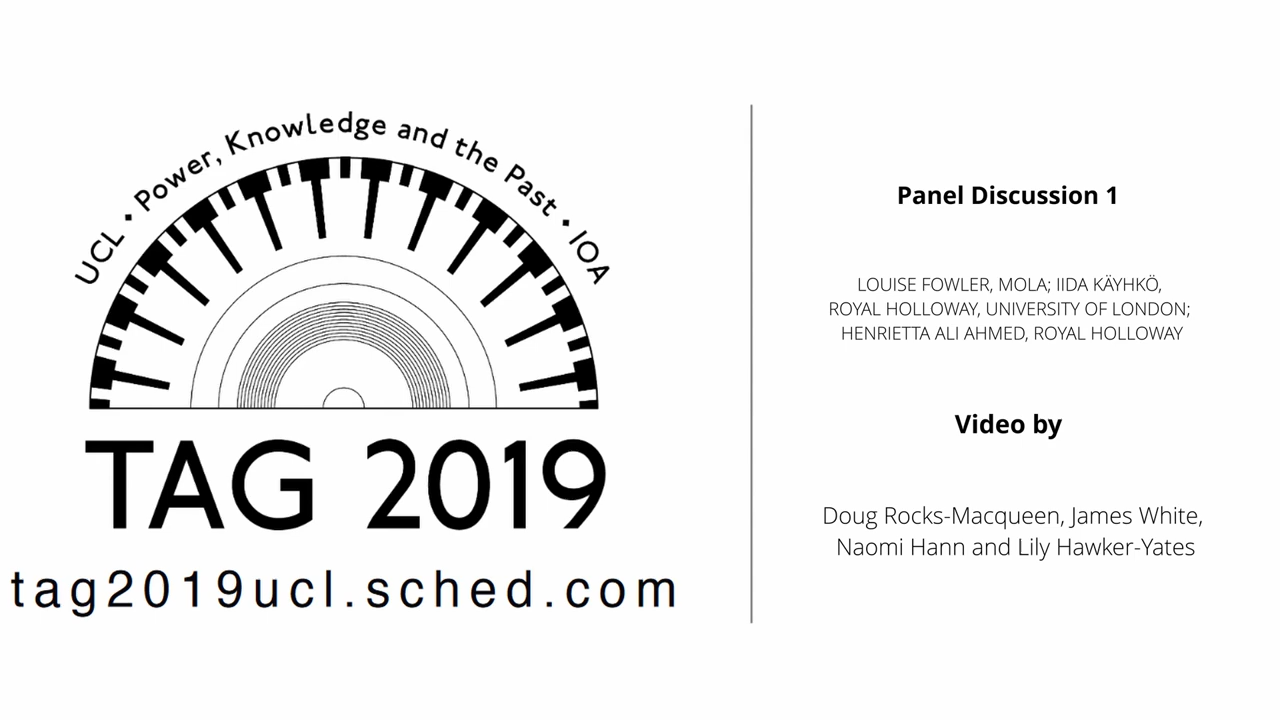 UCL • Power, Knowledge and the Past • IOA
TAG 2019
tag2019ucl.sched.com
Panel Discussion 1
LOUISE FOWLER, MOLA; IIDA KÄYHKÖ,
ROYAL HOLLOWAY, UNIVERSITY OF LONDON;
HENRIETTA ALI AHMED, ROYAL HOLLOWAY
Video by
Doug Rocks-Macqueen, James White,
Naomi Hann and Lily Hawker-Yates